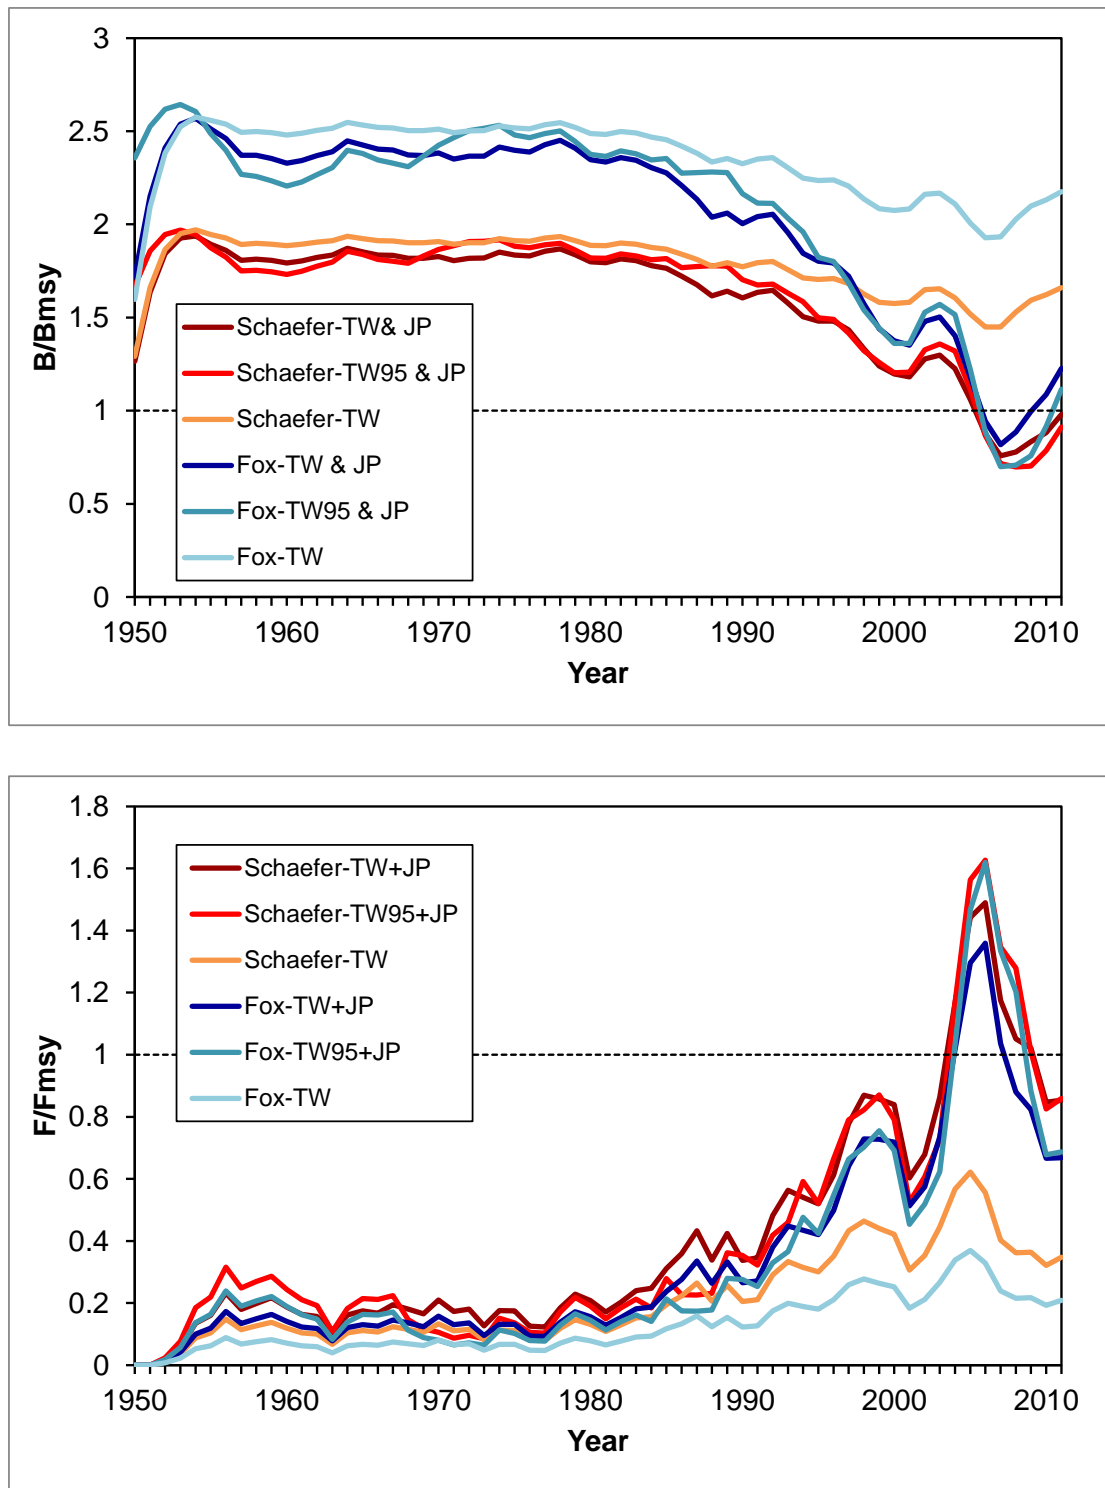 3
2.5
2
1.5
1
0.5
0
B/Bmsy
Schaefer-TW& JP
Schaefer-TW95 & JP
Schaefer-TW
Fox-TW & JP
Fox-TW95 & JP
Fox-TW
1950 1960 1970 1980 1990 2000 2010
Year
1.8
1.6
1.4
1.2
1
0.8
0.6
0.4
0.2
0
F/Fmsy
Schaefer-TW+JP
Schaefer-TW95+JP
Schaefer-TW
Fox-TW+JP
Fox-TW95+JP
Fox-TW
1950 1960 1970 1980 1990 2000 2010
Year